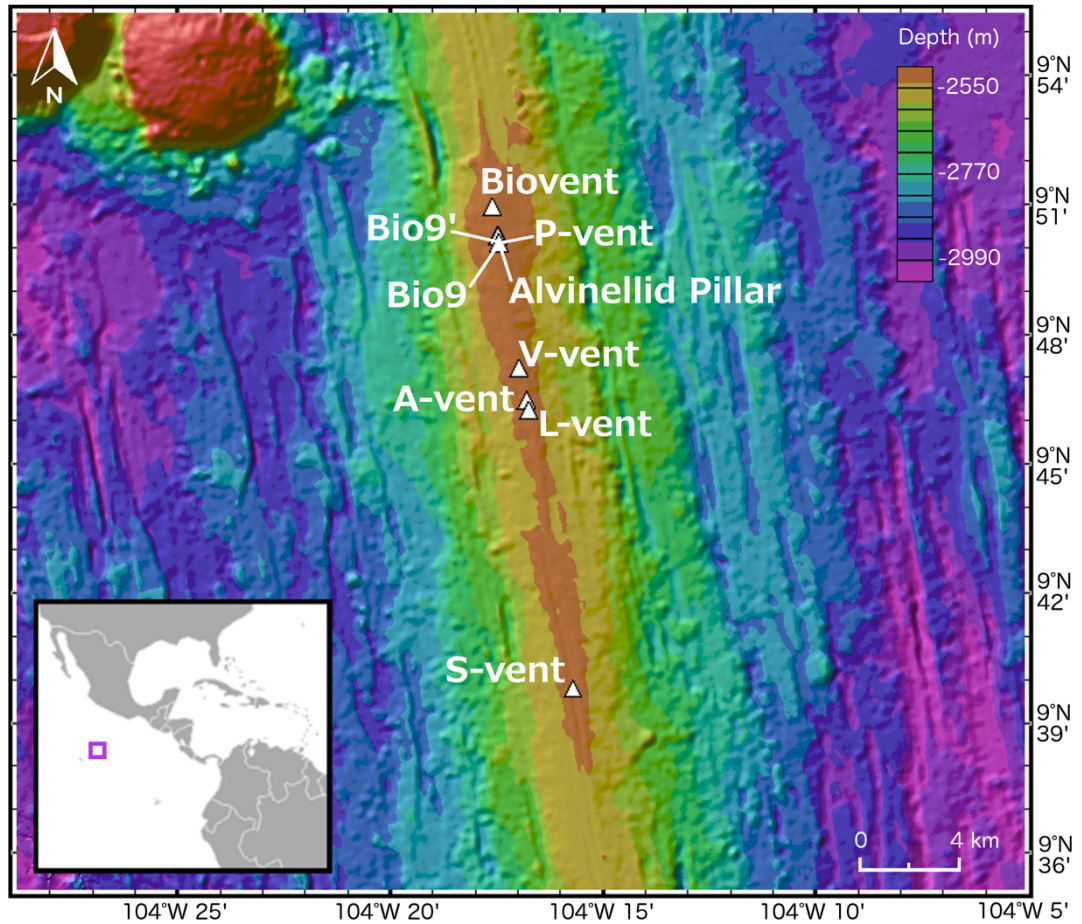 Depth (m)
-2550
-2770
-2990
N
Biovent
Bio9'
P-vent
Bio9
Alvinellid Pillar
V-vent
A-vent
L-vent
S-vent
0
4 km
9°N
54'
9°N
51'
9°N
48'
9°N
45'
9°N
42'
9°N
39'
9°N
36'
104°W 25'
104°W 20'
104°W 15'
104°W 10'
104°W 5'